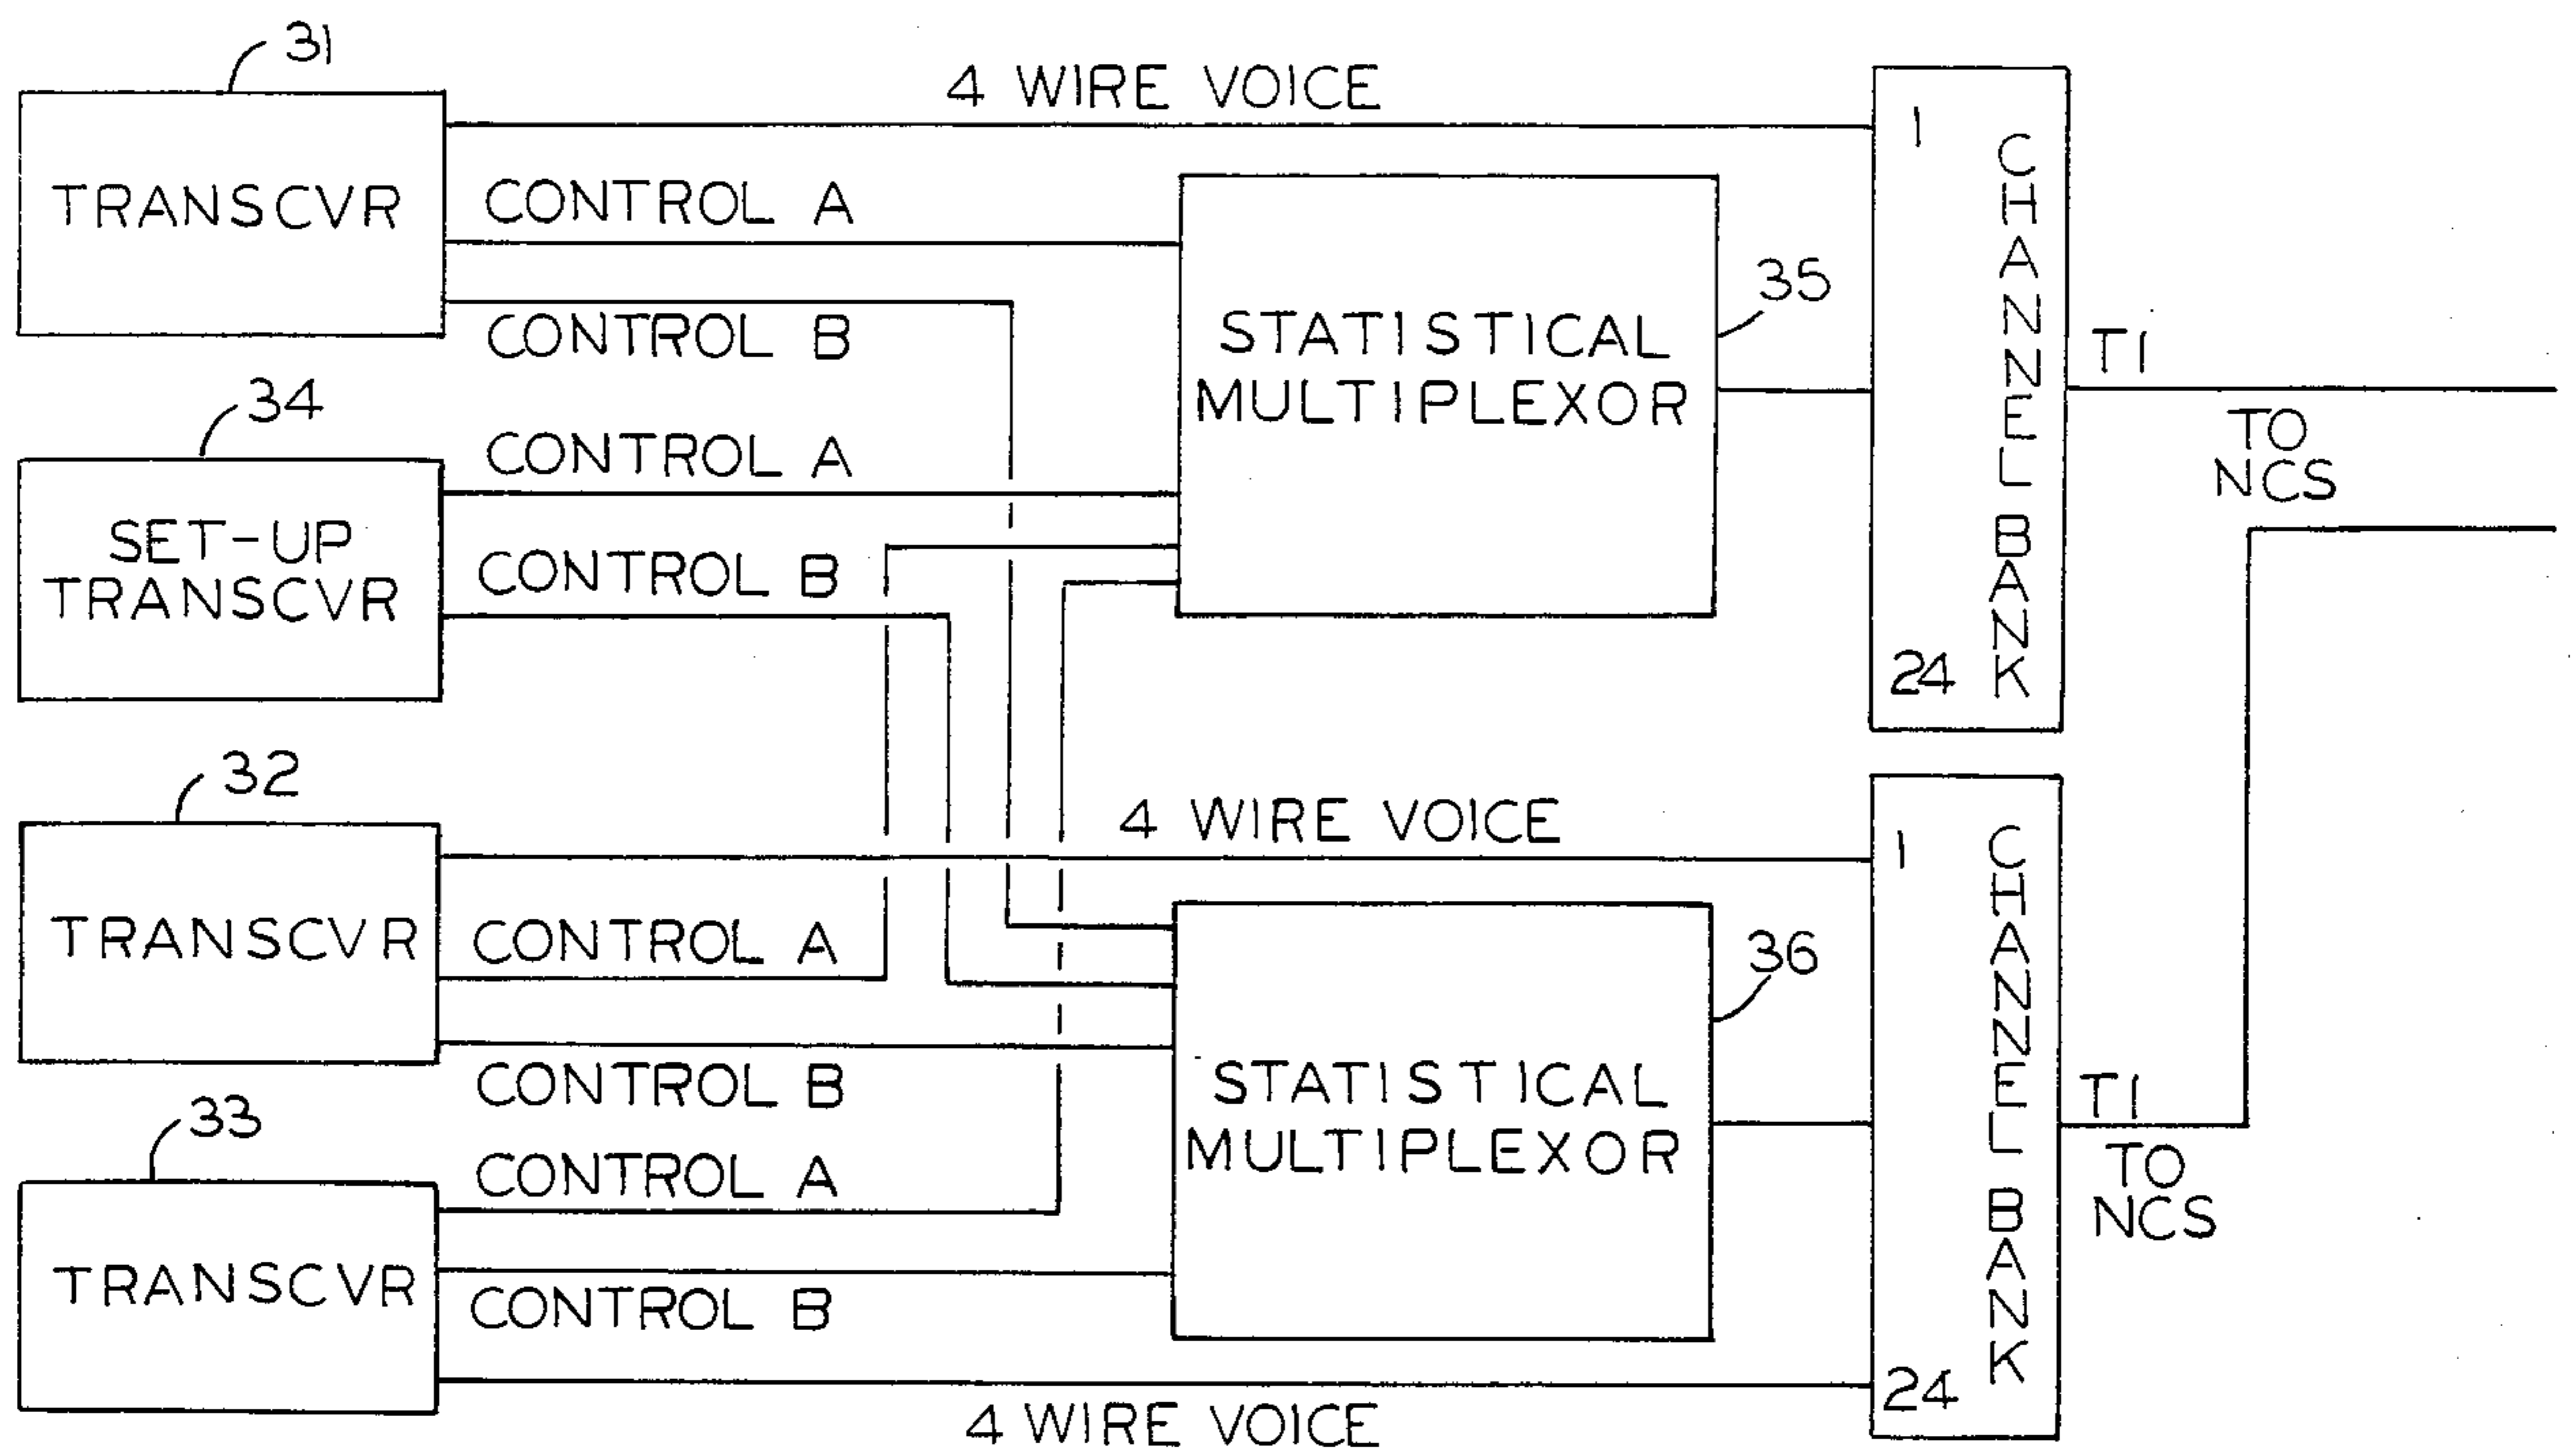 31
4 WIRE VOICE
TRANSCVR
CONTROL A
CONTROL B
34
CONTROL A
SET-UP
TRANSCVR
CONTROL B
STATISTICAL
MULTIPLEXOR
35
1
CHANNEL BANK
24
T1
TO
NCS
32
4 WIRE VOICE
TRANSCVR
CONTROL A
CONTROL B
33
CONTROL A
TRANSCVR
CONTROL B
4 WIRE VOICE
STATISTICAL
MULTIPLEXOR
36
1
CHANNEL BANK
24
T1
TO
NCS